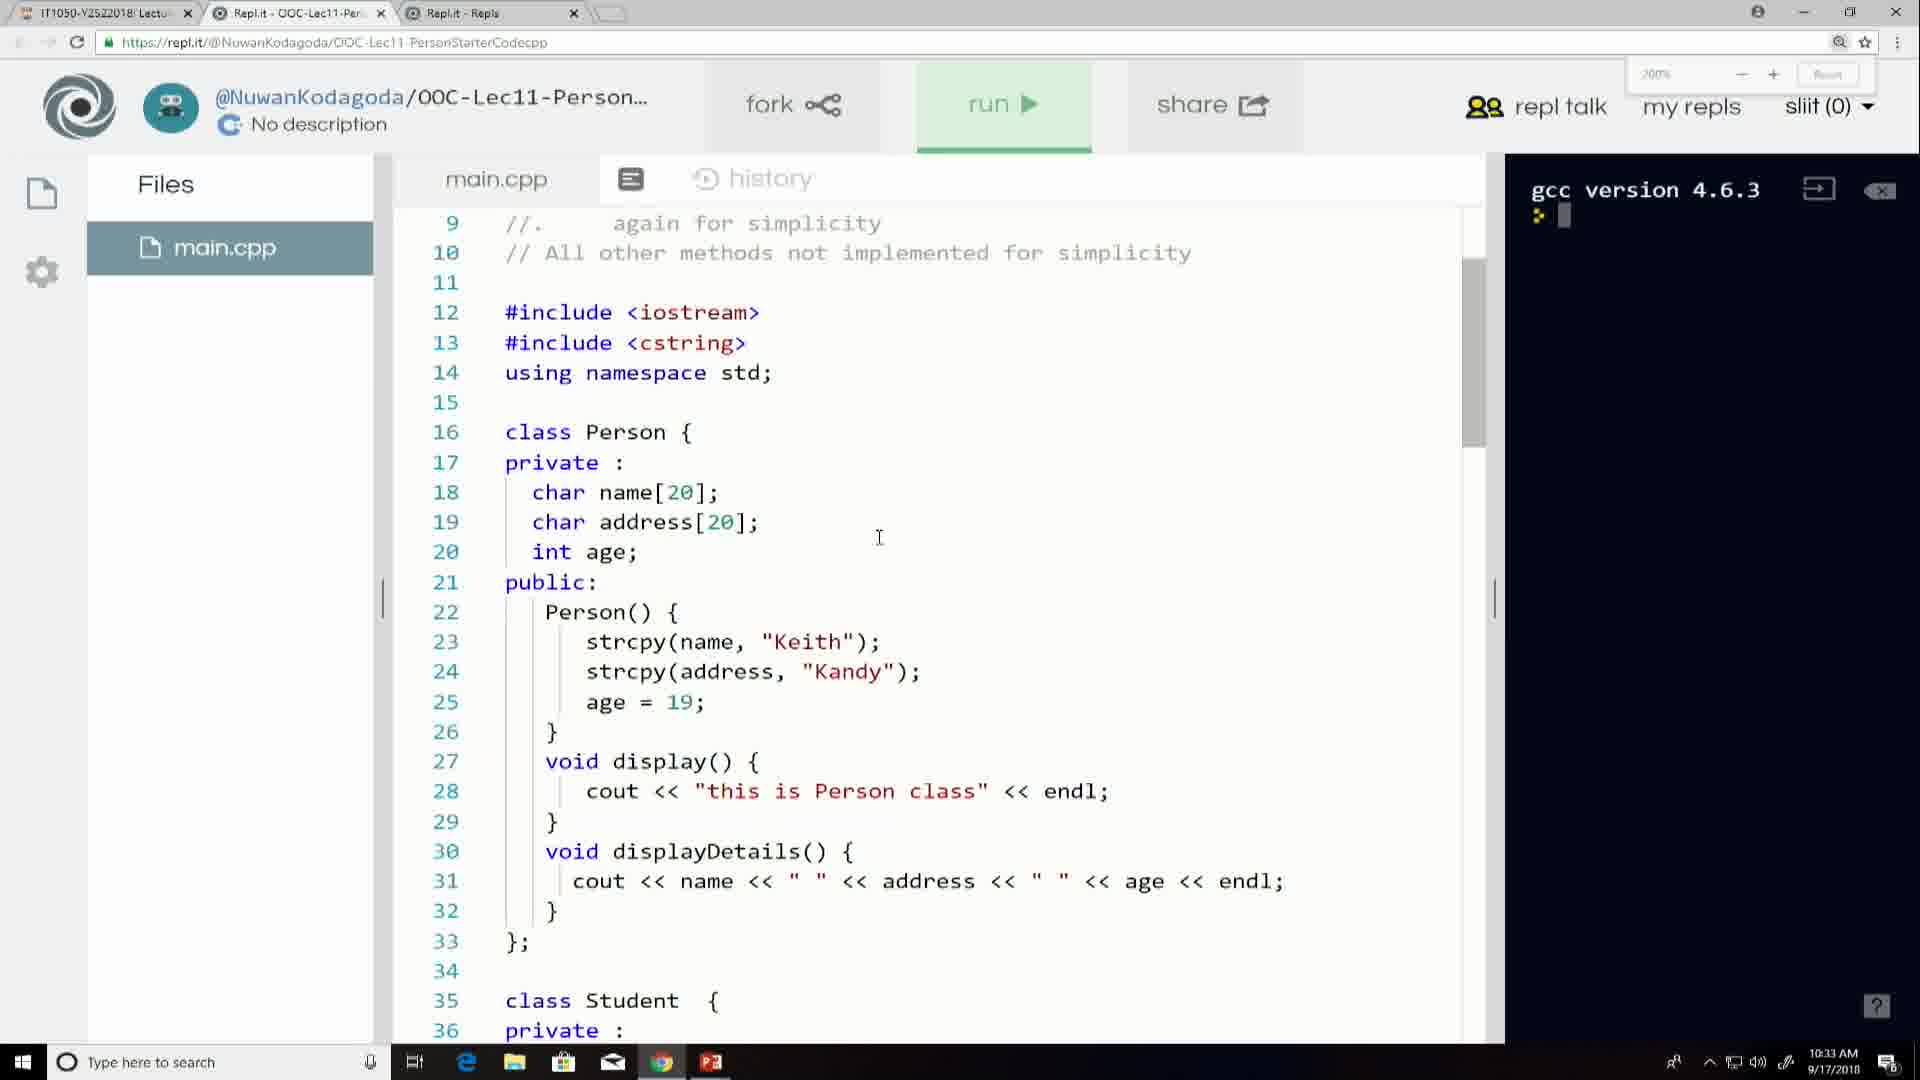 IT1050-Y2S22018: Lectu
Repl.it - OOC-Lec11-Per
Repl.it - Repls
https://repl.it/@NuwanKodagoda/OOC-Lec11-PersonStarterCodecpp
200%
Reset
@NuwanKodagoda/OOC-Lec11-Person...
No description
fork
run
share
repl talk
my repls
sliit (0)
Files
main.cpp
main.cpp
history
9 //. again for simplicity
10 // All other methods not implemented for simplicity
11
12 #include <iostream>
13 #include <cstring>
14 using namespace std;
15
16 class Person {
17 private :
18 char name[20];
19 char address[20];
20 int age;
21 public:
22 Person() {
23 strcpy(name, "Keith");
24 strcpy(address, "Kandy");
25 age = 19;
26 }
27 void display() {
28 cout << "this is Person class" << endl;
29 }
30 void displayDetails() {
31 cout << name << " " << address << " " << age << endl;
32 }
33 };
34
35 class Student {
36 private :
gcc version 4.6.3
?
Type here to search
10:33 AM
9/17/2018